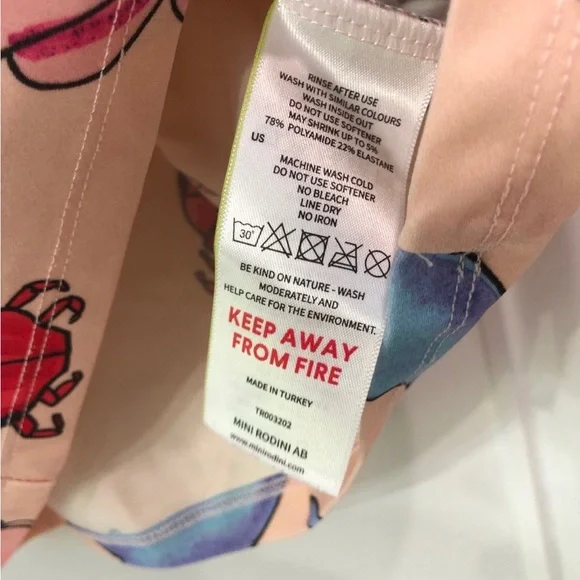 RINSE AFTER USE
WASH WITH SIMILAR COLOURS
WASH INSIDE OUT
DO NOT USE SOFTENER
MAY SHRINK UP TO 5%
78% POLYAMIDE 22% ELASTANE
US
MACHINE WASH COLD
DO NOT USE SOFTENER
NO BLEACH
LINE DRY
NO IRON
30°
BE KIND ON NATURE - WASH
MODERATELY AND
HELP CARE FOR THE ENVIRONMENT.
KEEP AWAY
FROM FIRE
MADE IN TURKEY
TR003202
MINI RODINI AB
www.minirodini.com